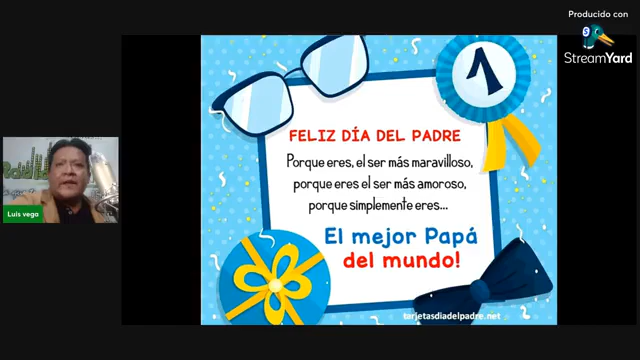 Producido con
StreamYard
1
FELIZ DÍA DEL PADRE
Porque eres, el ser más maravilloso,
porque eres el ser más amoroso,
porque simplemente eres...
El mejor Papá
del mundo!
Radio
Luis vega
tarjetasdiadelpadre.net